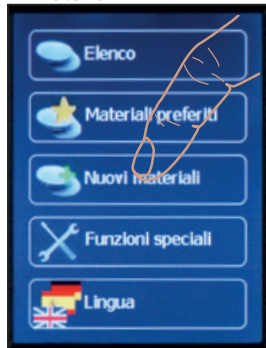 Elenco
Materiali preferiti
Nuovi materiali
Funzioni speciali
Lingua